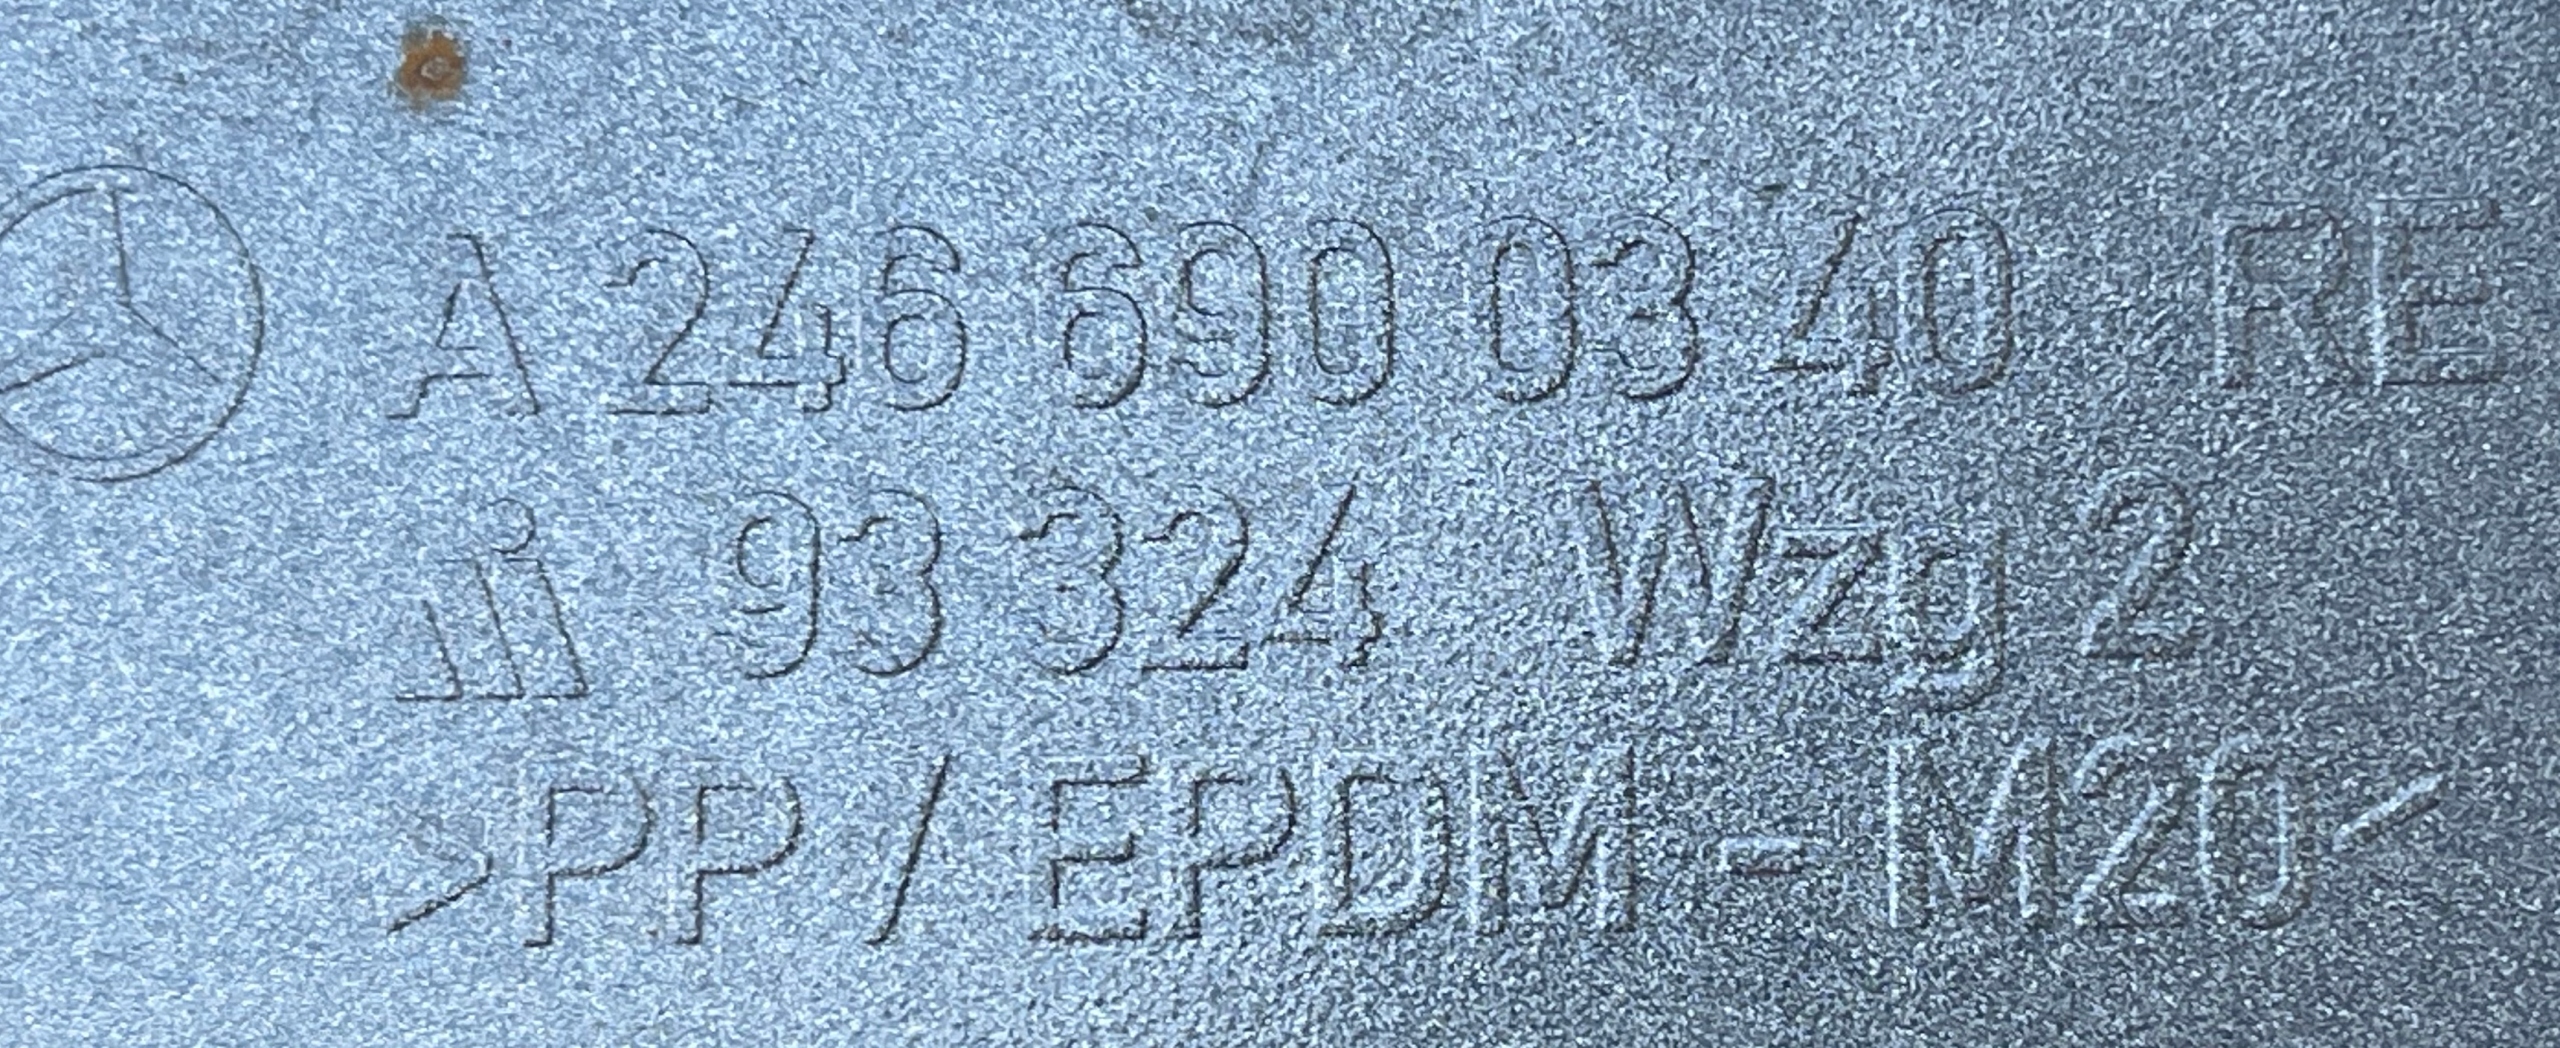 A 246 690 03 40 RE
93 324 Wzg 2
>PP / EPDM - M20<